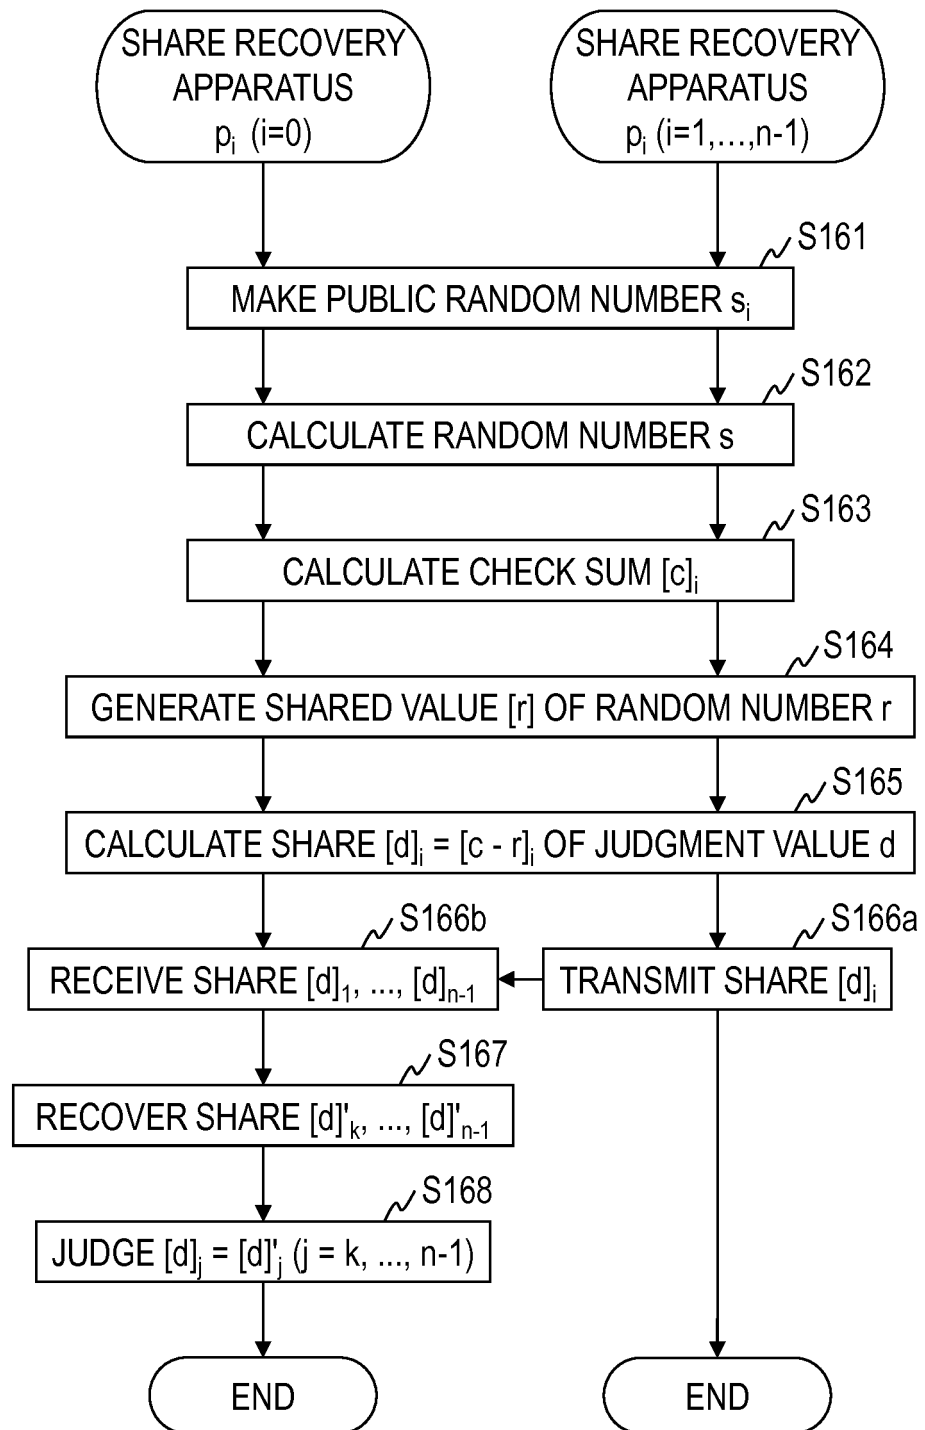 SHARE RECOVERY
APPARATUS
pᵢ (i=0)
SHARE RECOVERY
APPARATUS
pᵢ (i=1,...,n-1)
S161
MAKE PUBLIC RANDOM NUMBER sᵢ
S162
CALCULATE RANDOM NUMBER s
S163
CALCULATE CHECK SUM [c]ᵢ
S164
GENERATE SHARED VALUE [r] OF RANDOM NUMBER r
S165
CALCULATE SHARE [d]ᵢ = [c - r]ᵢ OF JUDGMENT VALUE d
S166b
RECEIVE SHARE [d]₁, ..., [d]ₙ₋₁
S166a
TRANSMIT SHARE [d]ᵢ
S167
RECOVER SHARE [d]'ₖ, ..., [d]'ₙ₋₁
S168
JUDGE [d]ⱼ = [d]'ⱼ (j = k, ..., n-1)
END
END